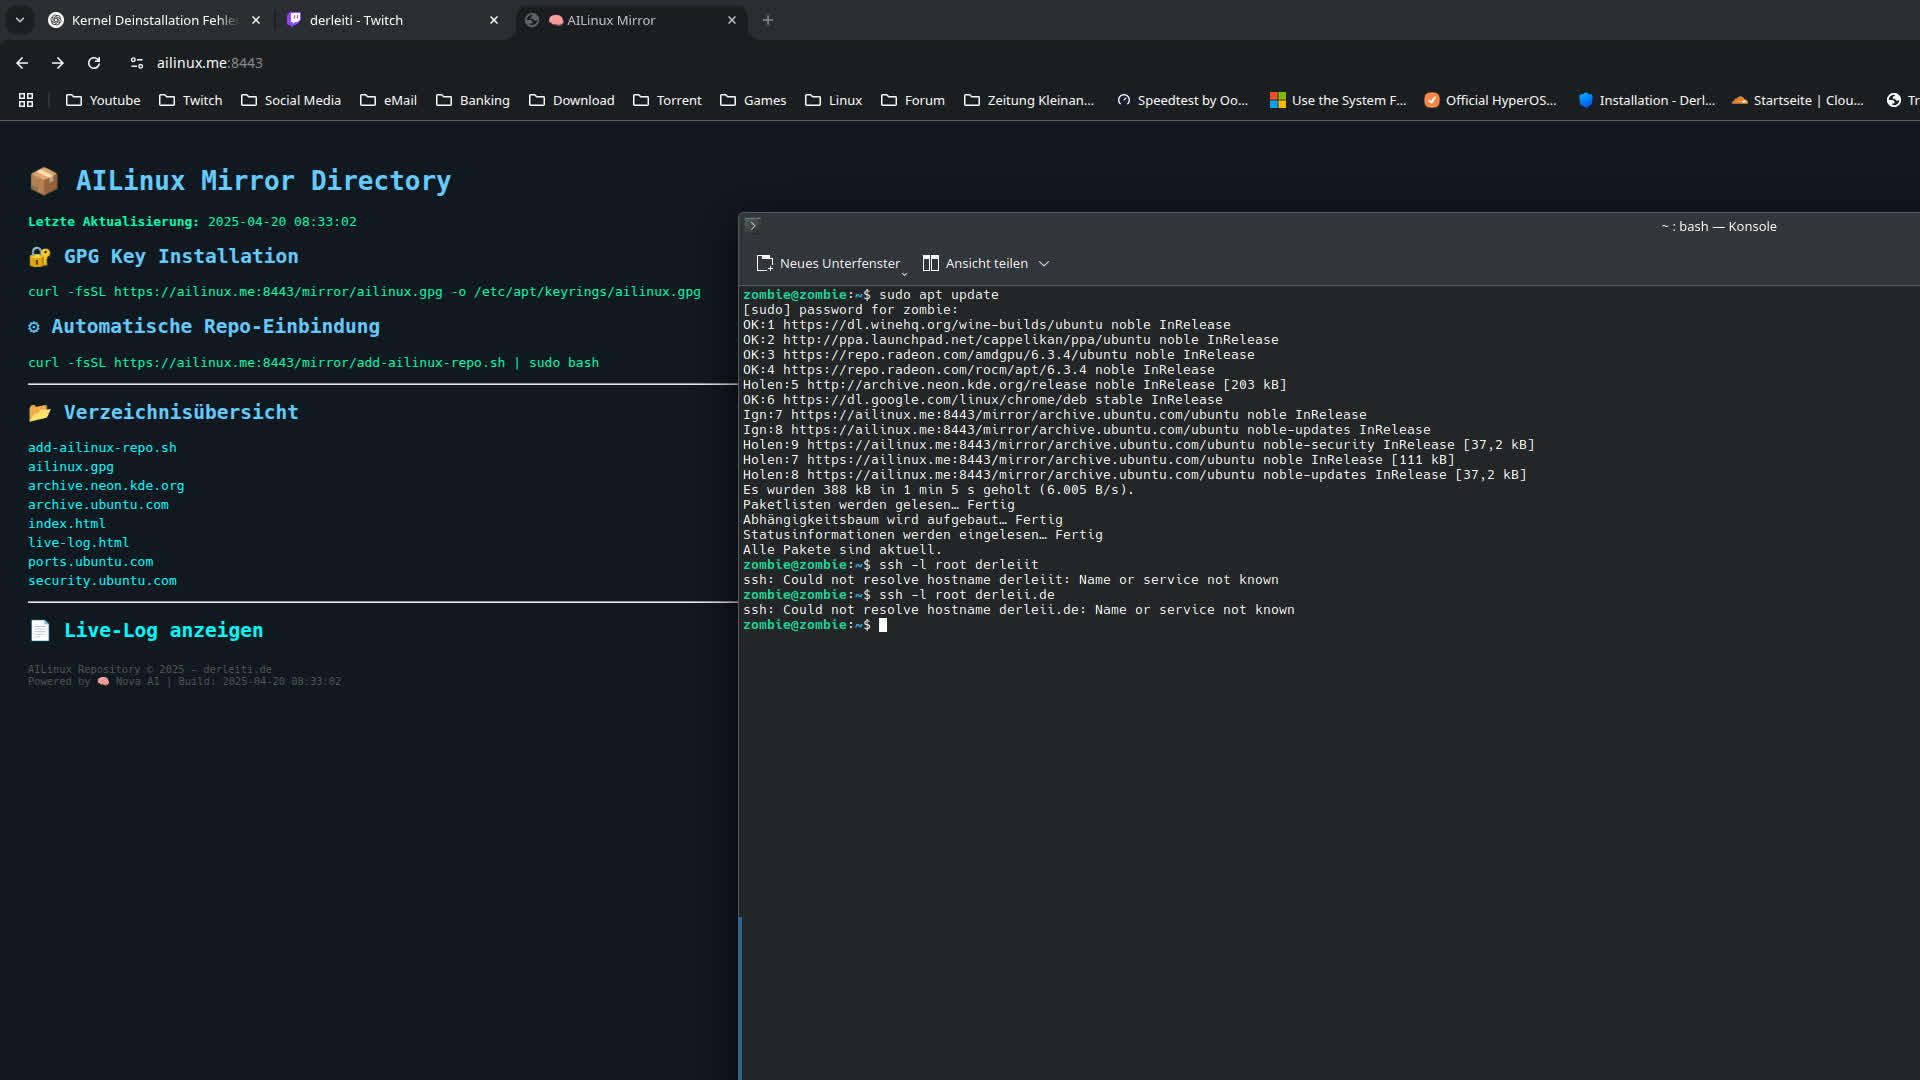 Kernel Deinstallation Fehle
derleiti - Twitch
🧠 AILinux Mirror
ailinux.me:8443
Youtube
Twitch
Social Media
eMail
Banking
Download
Torrent
Games
Linux
Forum
Zeitung Kleinan...
Speedtest by Oo...
Use the System F...
Official HyperOS...
Installation - Derl...
Startseite | Clou...
Tr
📦 AILinux Mirror Directory
Letzte Aktualisierung: 2025-04-20 08:33:02
🔐 GPG Key Installation
curl -fsSL https://ailinux.me:8443/mirror/ailinux.gpg -o /etc/apt/keyrings/ailinux.gpg
⚙ Automatische Repo-Einbindung
curl -fsSL https://ailinux.me:8443/mirror/add-ailinux-repo.sh | sudo bash
📂 Verzeichnisübersicht
add-ailinux-repo.sh
ailinux.gpg
archive.neon.kde.org
archive.ubuntu.com
index.html
live-log.html
ports.ubuntu.com
security.ubuntu.com
📄 Live-Log anzeigen
AILinux Repository © 2025 – derleiti.de
Powered by 🧠 Nova AI | Build: 2025-04-20 08:33:02
~ : bash — Konsole
Neues Unterfenster
Ansicht teilen
zombie@zombie:~$ sudo apt update
[sudo] password for zombie:
OK:1 https://dl.winehq.org/wine-builds/ubuntu noble InRelease
OK:2 http://ppa.launchpad.net/cappelikan/ppa/ubuntu noble InRelease
OK:3 https://repo.radeon.com/amdgpu/6.3.4/ubuntu noble InRelease
OK:4 https://repo.radeon.com/rocm/apt/6.3.4 noble InRelease
Holen:5 http://archive.neon.kde.org/release noble InRelease [203 kB]
OK:6 https://dl.google.com/linux/chrome/deb stable InRelease
Ign:7 https://ailinux.me:8443/mirror/archive.ubuntu.com/ubuntu noble InRelease
Ign:8 https://ailinux.me:8443/mirror/archive.ubuntu.com/ubuntu noble-updates InRelease
Holen:9 https://ailinux.me:8443/mirror/archive.ubuntu.com/ubuntu noble-security InRelease [37,2 kB]
Holen:7 https://ailinux.me:8443/mirror/archive.ubuntu.com/ubuntu noble InRelease [111 kB]
Holen:8 https://ailinux.me:8443/mirror/archive.ubuntu.com/ubuntu noble-updates InRelease [37,2 kB]
Es wurden 388 kB in 1 min 5 s geholt (6.005 B/s).
Paketlisten werden gelesen… Fertig
Abhängigkeitsbaum wird aufgebaut… Fertig
Statusinformationen werden eingelesen… Fertig
Alle Pakete sind aktuell.
zombie@zombie:~$ ssh -l root derleiit
ssh: Could not resolve hostname derleiit: Name or service not known
zombie@zombie:~$ ssh -l root derleii.de
ssh: Could not resolve hostname derleii.de: Name or service not known
zombie@zombie:~$